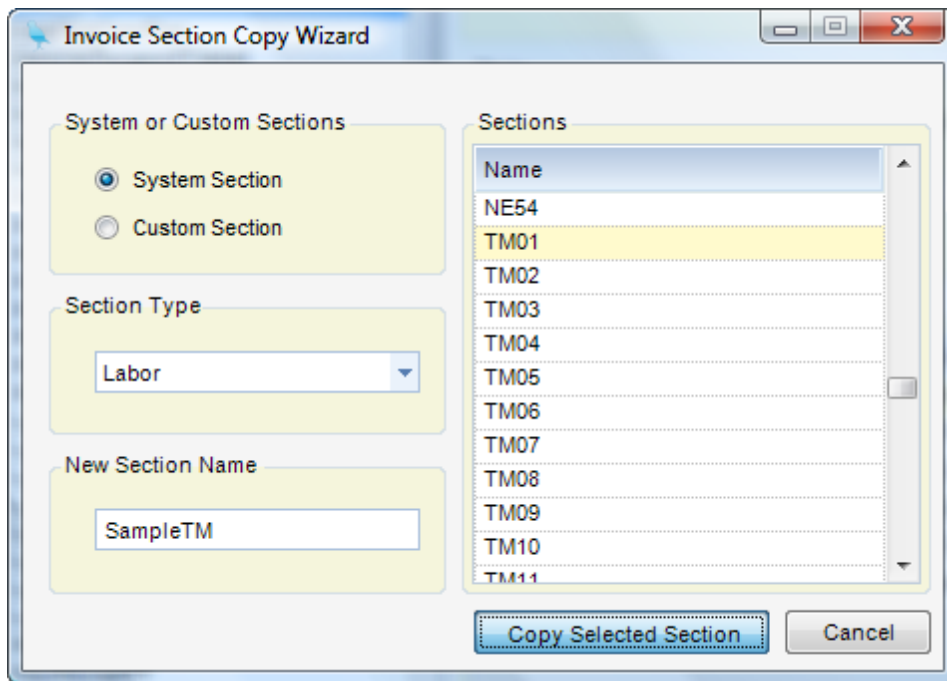 Invoice Section Copy Wizard
System or Custom Sections
System Section
Custom Section
Section Type
Labor
New Section Name
SampleTM
Sections
Name
NE54
TM01
TM02
TM03
TM04
TM05
TM06
TM07
TM08
TM09
TM10
TM11
Copy Selected Section
Cancel